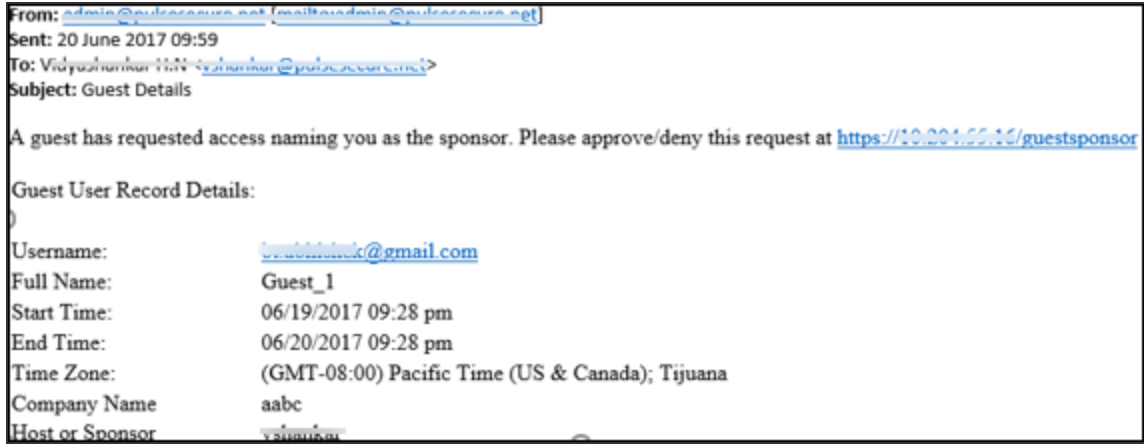 From:
Sent: 20 June 2017 09:59
To:
Subject: Guest Details
A guest has requested access naming you as the sponsor. Please approve/deny this request at
Guest User Record Details:
Username:
Full Name: Guest_1
Start Time: 06/19/2017 09:28 pm
End Time: 06/20/2017 09:28 pm
Time Zone: (GMT-08:00) Pacific Time (US & Canada); Tijuana
Company Name aabc
Host or Sponsor